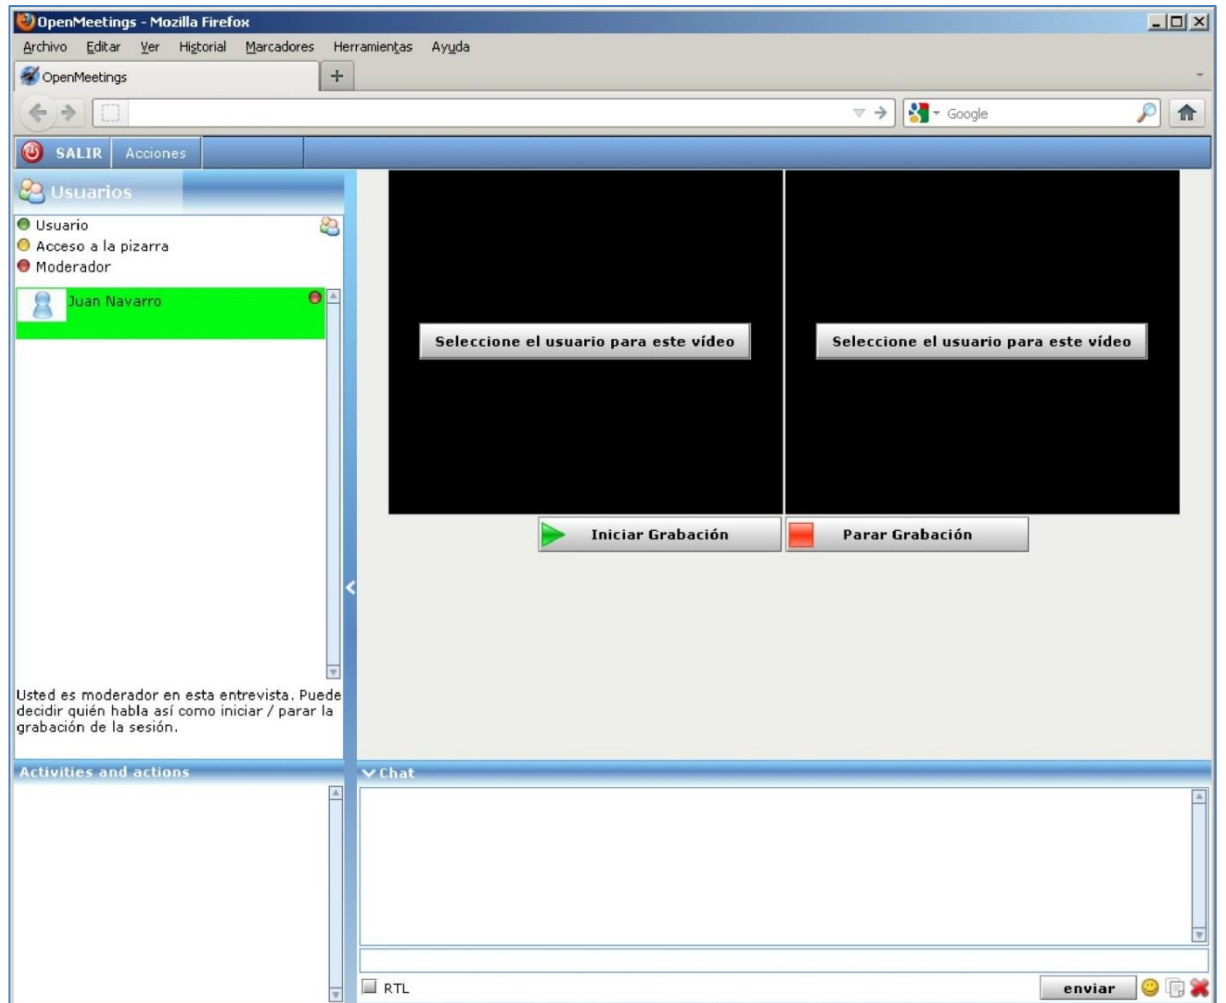 OpenMeetings - Mozilla Firefox
Archivo Editar Ver Historial Marcadores Herramientas Ayuda
OpenMeetings
Google
SALIR Acciones
Usuarios
Usuario
Acceso a la pizarra
Moderador
Juan Navarro
Usted es moderador en esta entrevista. Puede
decidir quién habla así como iniciar / parar la
grabación de la sesión.
Seleccione el usuario para este vídeo
Seleccione el usuario para este vídeo
Iniciar Grabación
Parar Grabación
Activities and actions
Chat
RTL
enviar